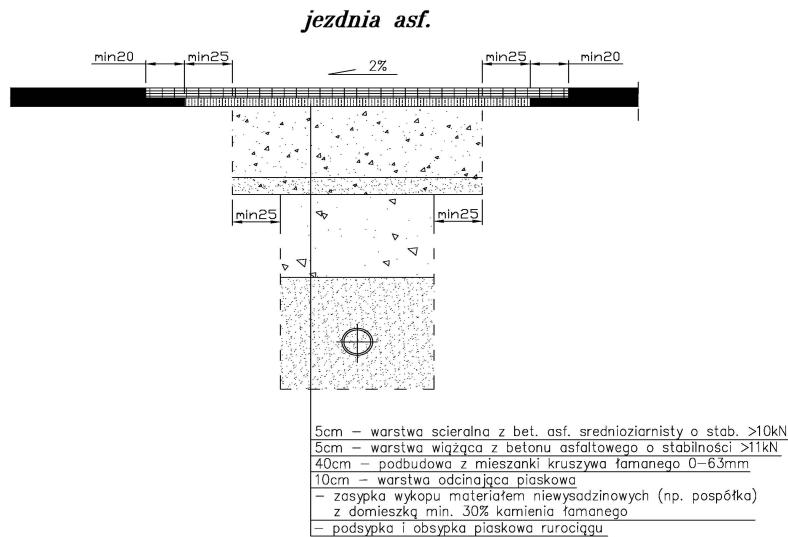 jezdnia asf.
min20 min25 min25 min20
2%
min25 min25
5cm – warstwa scieralna z bet. asf. srednioziarnisty o stab. >10kN
5cm – warstwa wiążąca z betonu asfaltowego o stabilności >11kN
40cm – podbudowa z mieszanki kruszywa łamanego 0–63mm
10cm – warstwa odcinająca piaskowa
– zasypka wykopu materiałem niewysadzinowych (np. pospółka)
z domieszką min. 30% kamienia łamanego
– podsypka i obsypka piaskowa rurociągu